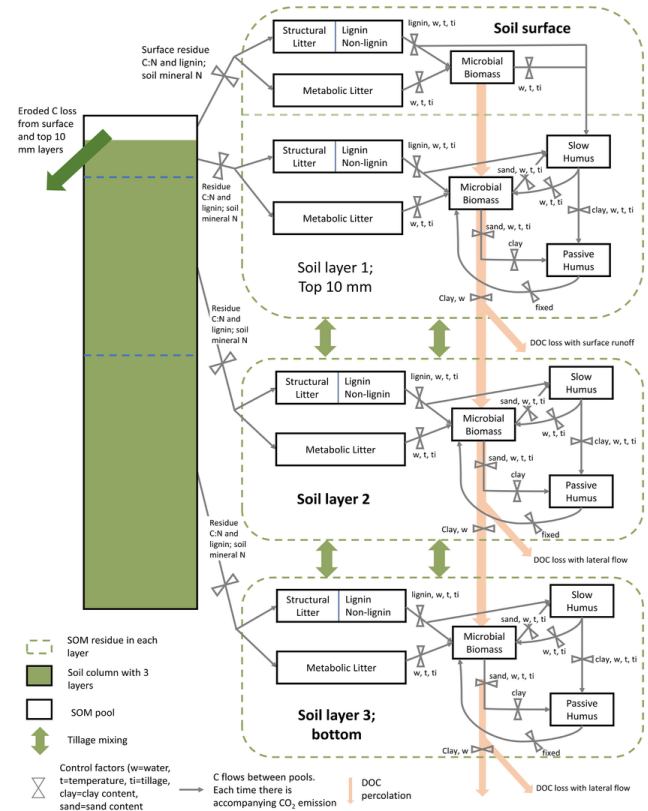 Surface residue
C:N and lignin;
soil mineral N
Eroded C loss
from surface
and top 10
mm layers
Soil surface
Structural
Litter
Lignin
Non-lignin
lignin, w, t, ti
Metabolic Litter
w, t, ti
Microbial
Biomass
w, t, ti
Residue
C:N and
lignin; soil
mineral N
Structural
Litter
Lignin
Non-lignin
lignin, w, t, ti
Metabolic Litter
w, t, ti
Microbial
Biomass
Slow
Humus
sand, w, t, ti
w, t, ti
clay, w, t, ti
sand, w, t, ti
clay
Passive
Humus
fixed
Clay, w
Soil layer 1;
Top 10 mm
DOC loss with surface runoff
Residue
C:N and
lignin; soil
mineral N
Structural
Litter
Lignin
Non-lignin
lignin, w, t, ti
Metabolic Litter
w, t, ti
Microbial
Biomass
Slow
Humus
sand, w, t, ti
w, t, ti
clay, w, t, ti
sand, w, t, ti
clay
Passive
Humus
fixed
Clay, w
Soil layer 2
DOC loss with lateral flow
Residue
C:N and
lignin; soil
mineral N
Structural
Litter
Lignin
Non-lignin
lignin, w, t, ti
Metabolic Litter
w, t, ti
Microbial
Biomass
Slow
Humus
sand, w, t, ti
w, t, ti
clay, w, t, ti
sand, w, t, ti
clay
Passive
Humus
fixed
Clay, w
Soil layer 3;
bottom
DOC loss with lateral flow
SOM residue in each
layer
Soil column with 3
layers
SOM pool
Tillage mixing
Control factors (w=water,
t=temperature, ti=tillage,
clay=clay content,
sand=sand content
C flows between pools.
Each time there is
accompanying CO₂ emission
DOC
percolation